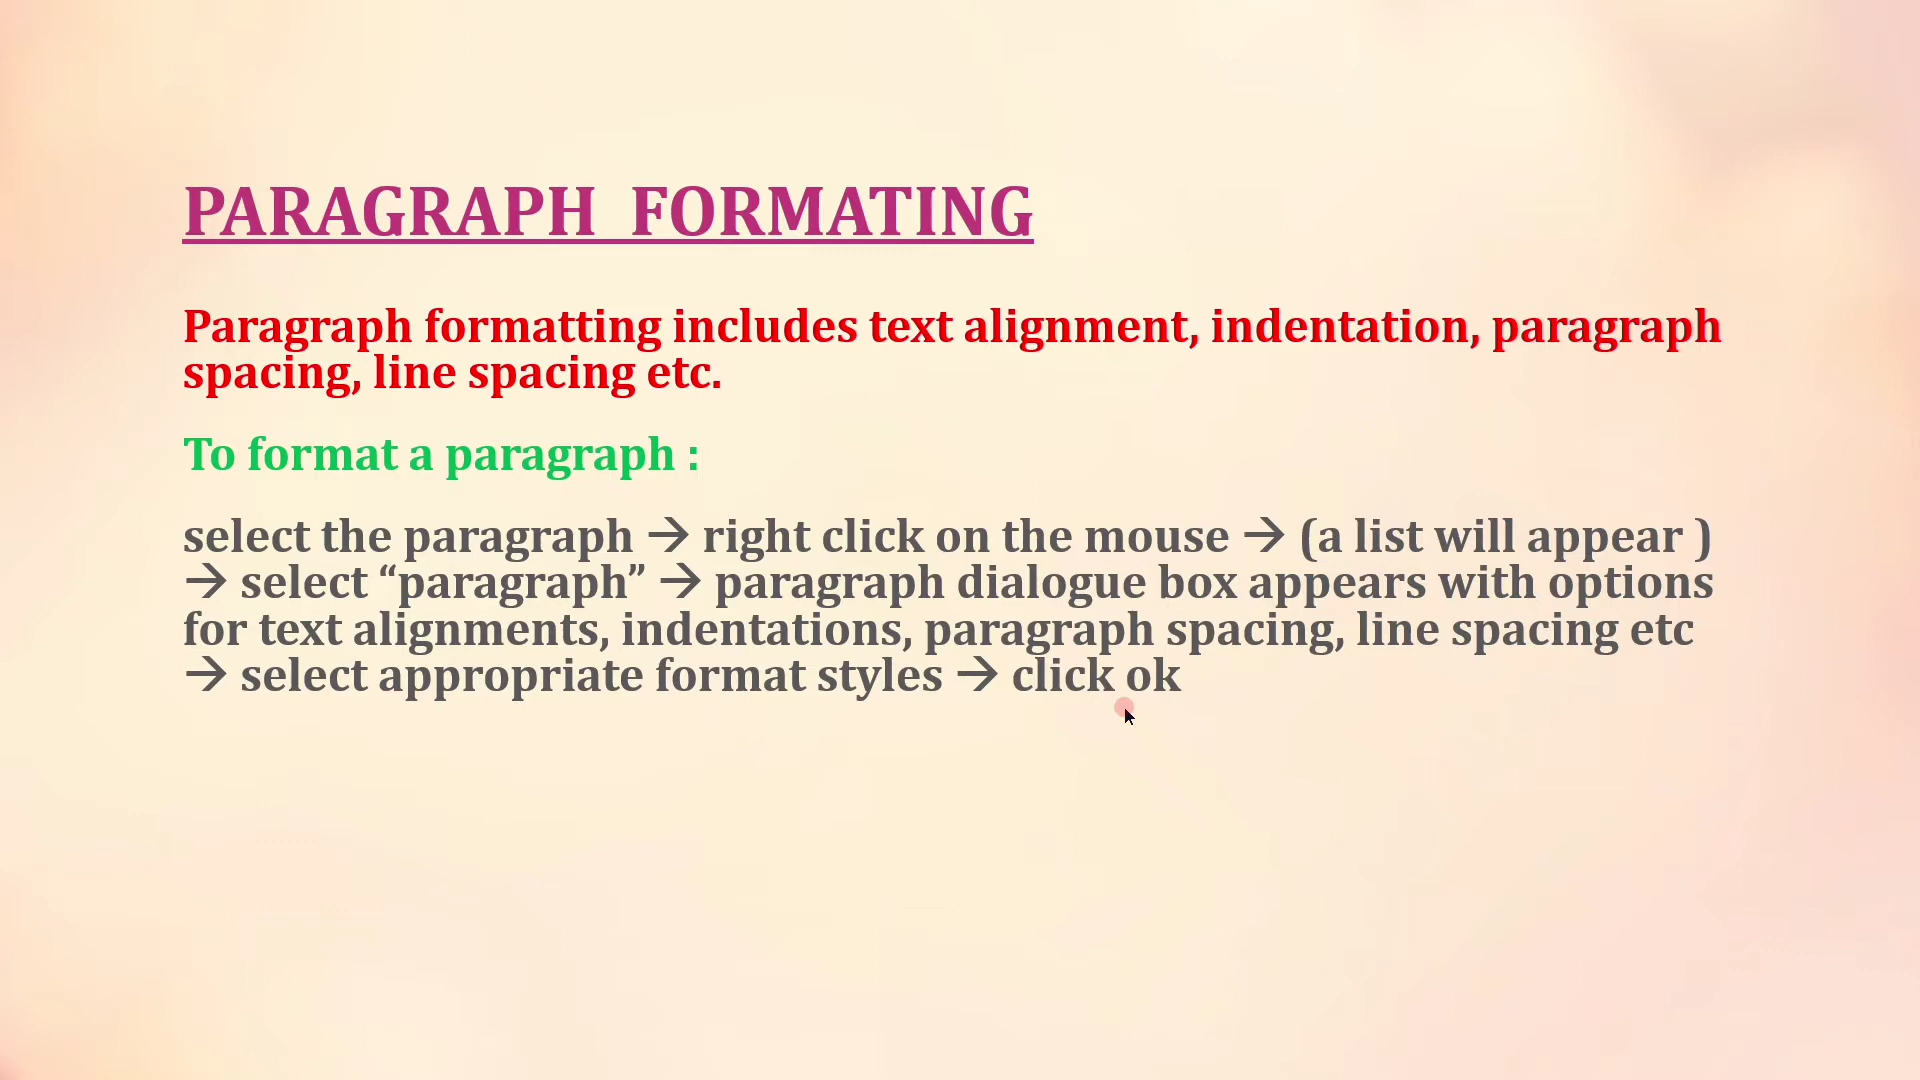 PARAGRAPH FORMATING
Paragraph formatting includes text alignment, indentation, paragraph
spacing, line spacing etc.
To format a paragraph :
select the paragraph → right click on the mouse → (a list will appear )
→ select “paragraph” → paragraph dialogue box appears with options
for text alignments, indentations, paragraph spacing, line spacing etc
→ select appropriate format styles → click ok